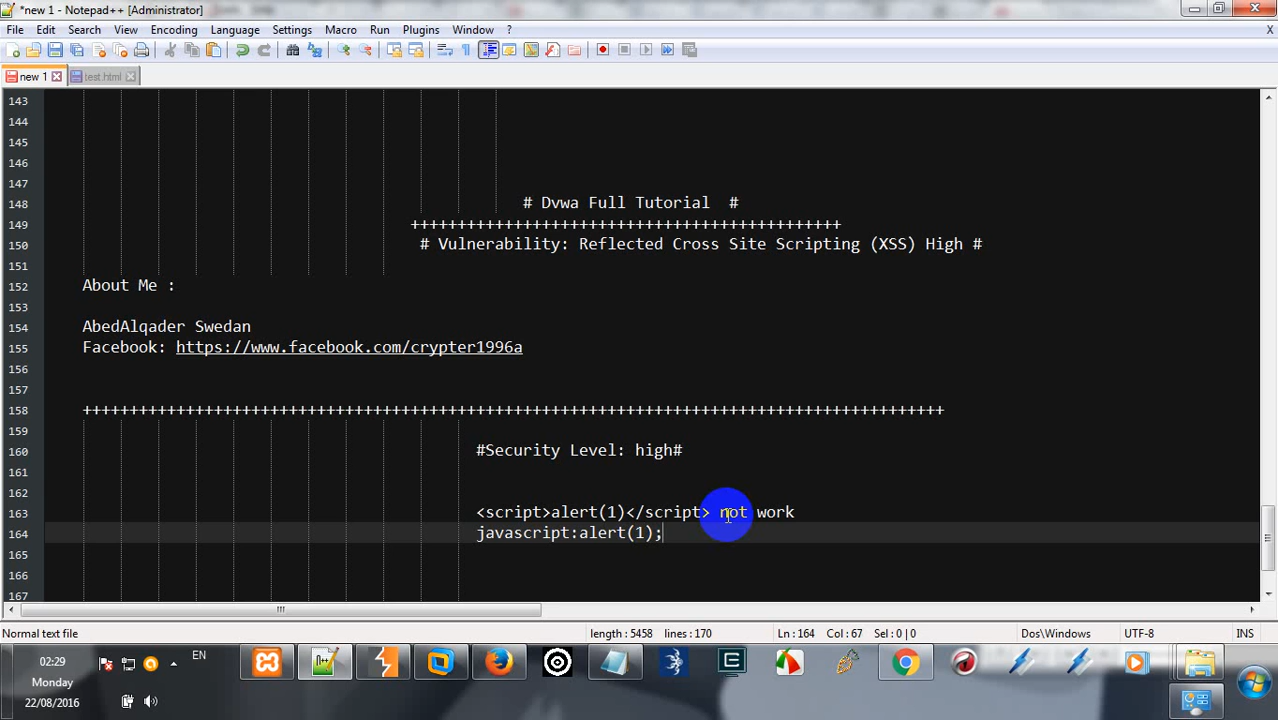 *new 1 - Notepad++ [Administrator]
File Edit Search View Encoding Language Settings Macro Run Plugins Window ? X
new 1 test.html
143
144
145
146
147
148 # Dvwa Full Tutorial #
149 ++++++++++++++++++++++++++++++++++++++++++++++
150 # Vulnerability: Reflected Cross Site Scripting (XSS) High #
151
152 About Me :
153
154 AbedAlqader Swedan
155 Facebook: https://www.facebook.com/crypter1996a
156
157
158 ++++++++++++++++++++++++++++++++++++++++++++++++++++++++++++++++++++++++++++++++++++++++++++
159
160 #Security Level: high#
161
162
163 <script>alert(1)</script> not work
164 javascript:alert(1);
165
166
167
Normal text file length : 5458 lines : 170 Ln : 164 Col : 67 Sel : 0 | 0 Dos\Windows UTF-8 INS
02:29
Monday
22/08/2016
EN